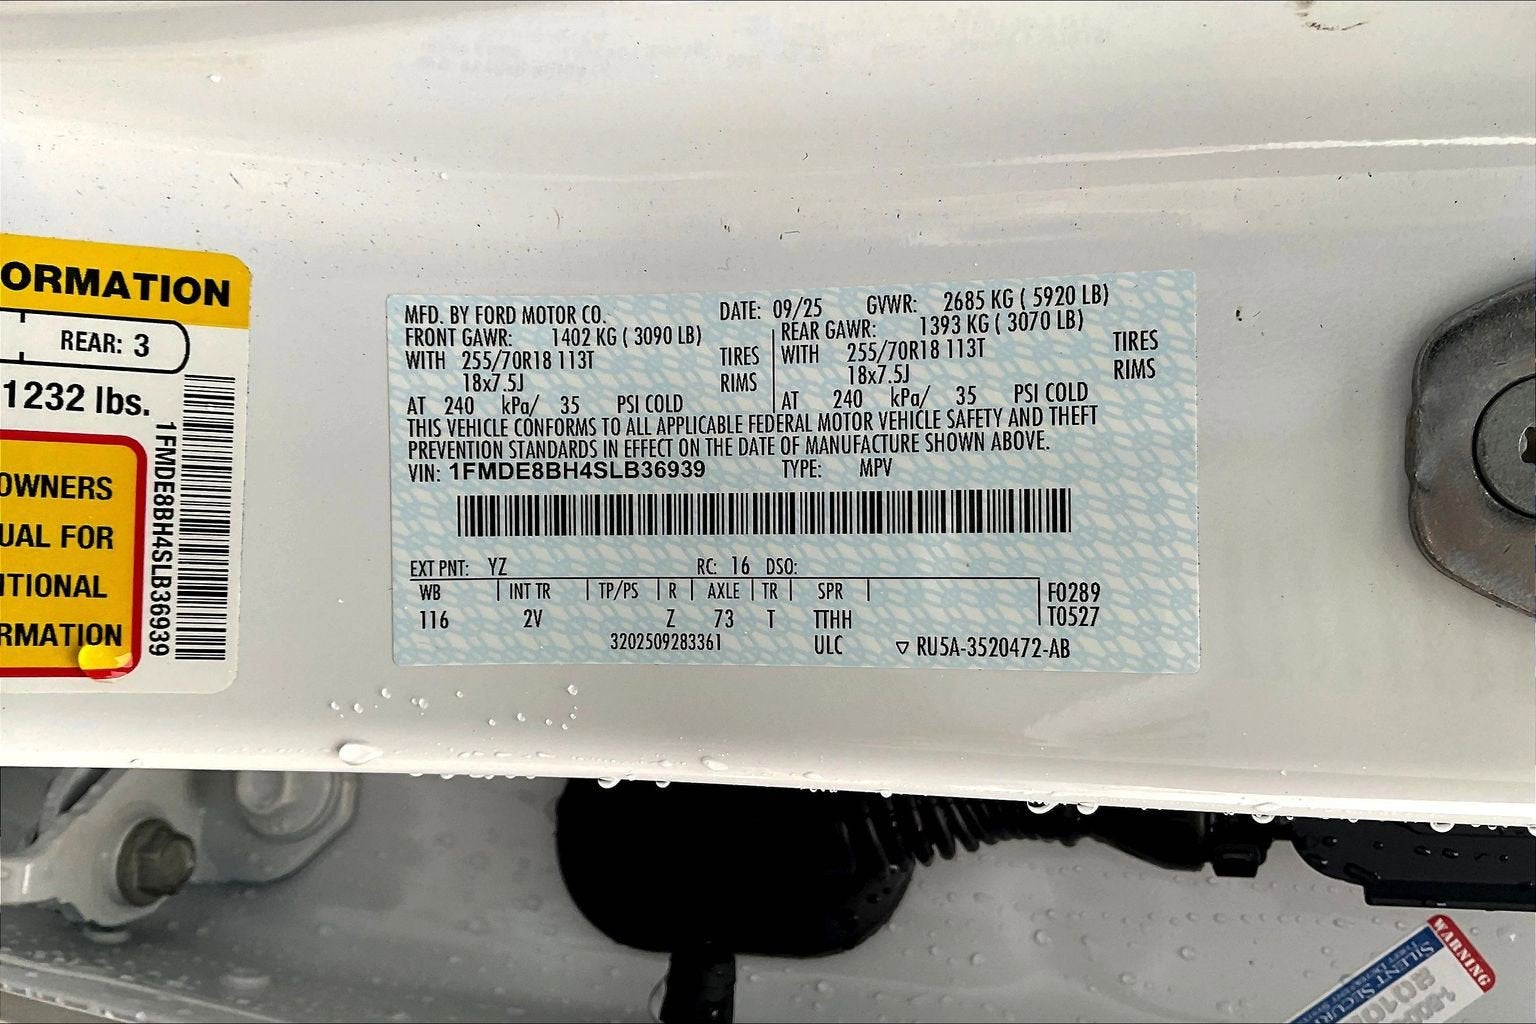 ORMATION
REAR: 3
1232 lbs.
OWNERS
UAL FOR
ITIONAL
RMATION
1FMDE8BH4SLB36939
MFD. BY FORD MOTOR CO. DATE: 09/25 GVWR: 2685 KG ( 5920 LB)
FRONT GAWR: 1402 KG ( 3090 LB) REAR GAWR: 1393 KG ( 3070 LB)
WITH 255/70R18 113T TIRES WITH 255/70R18 113T TIRES
18x7.5J RIMS 18x7.5J RIMS
AT 240 kPa/ 35 PSI COLD AT 240 kPa/ 35 PSI COLD
THIS VEHICLE CONFORMS TO ALL APPLICABLE FEDERAL MOTOR VEHICLE SAFETY AND THEFT
PREVENTION STANDARDS IN EFFECT ON THE DATE OF MANUFACTURE SHOWN ABOVE.
VIN: 1FMDE8BH4SLB36939 TYPE: MPV
EXT PNT: YZ RC: 16 DSO:
WB INT TR TP/PS R AXLE TR SPR F0289
116 2V Z 73 T TTHH T0527
3202509283361 ULC ▽ RU5A-3520472-AB
WARNING
SILENT SECURI